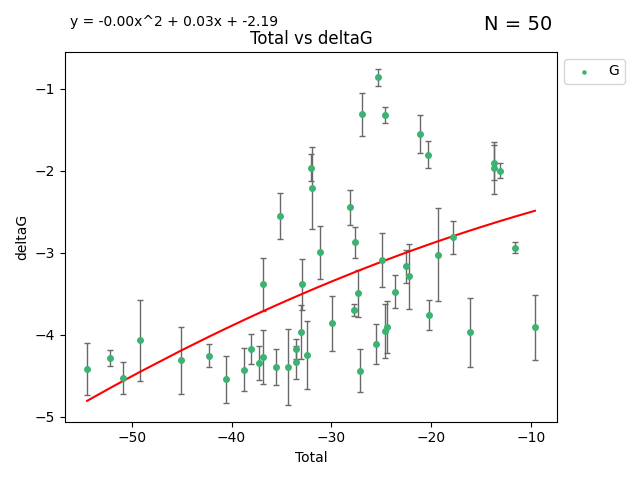 y = -0.00x^2 + 0.03x + -2.19
N = 50
Total vs deltaG
G
−1
−2
−3
−4
−5
deltaG
−50
−40
−30
−20
−10
Total